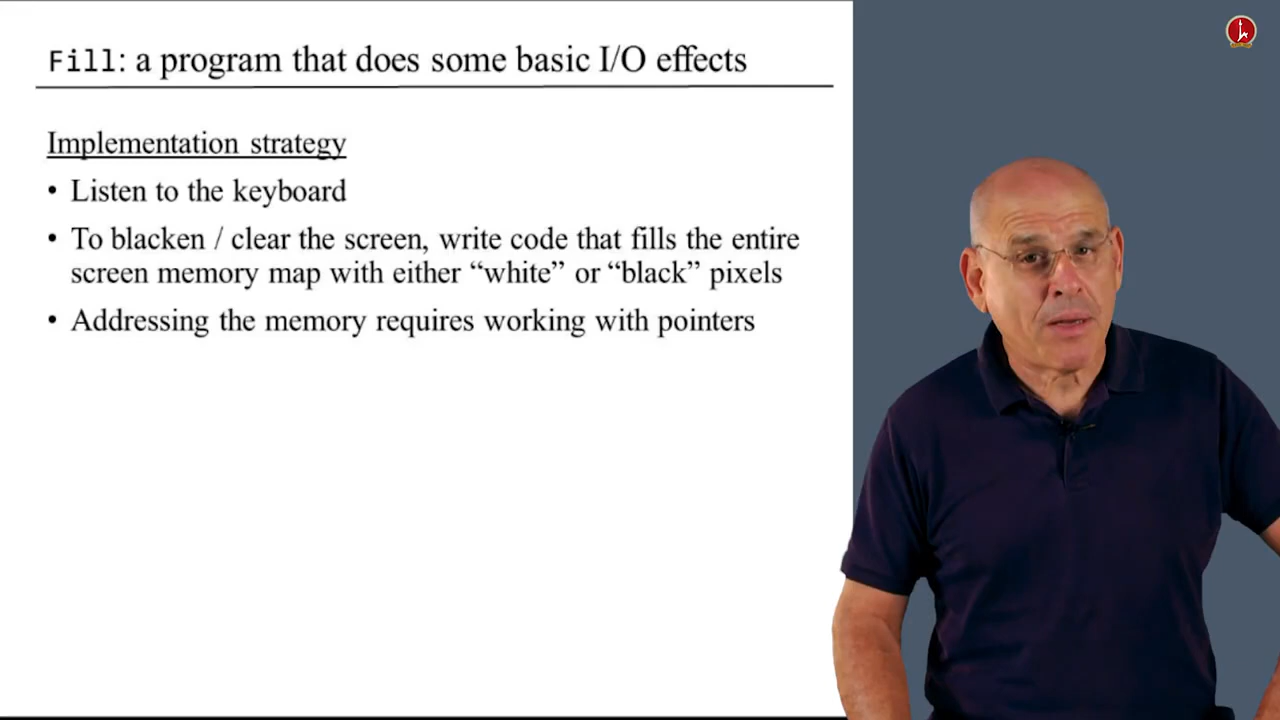 Fill: a program that does some basic I/O effects
Implementation strategy
• Listen to the keyboard
• To blacken / clear the screen, write code that fills the entire
screen memory map with either “white” or “black” pixels
• Addressing the memory requires working with pointers